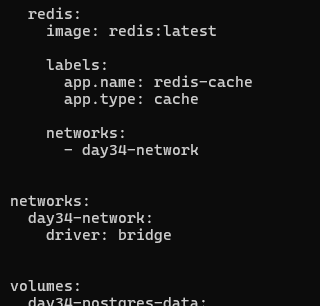 redis:
image: redis:latest
labels:
app.name: redis-cache
app.type: cache
networks:
- day34-network
networks:
day34-network:
driver: bridge
volumes:
day34-postgres-data: